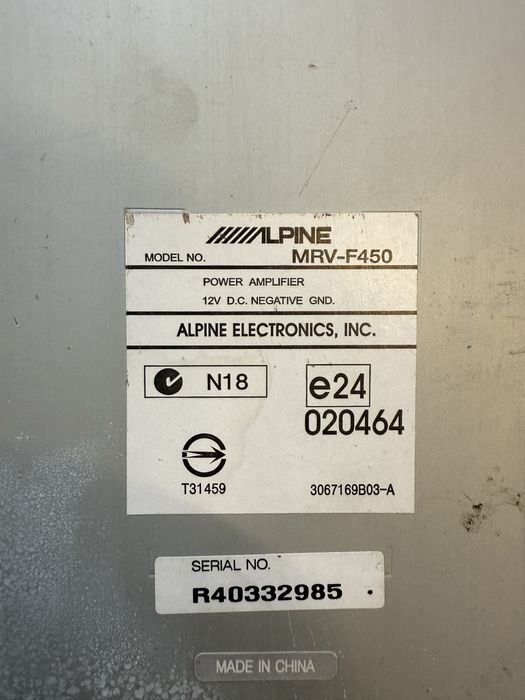 ALPINE
MODEL NO. MRV-F450
POWER AMPLIFIER
12V D.C. NEGATIVE GND.
ALPINE ELECTRONICS, INC.
N18 e24
020464
T31459 3067169B03-A
SERIAL NO.
R40332985
MADE IN CHINA